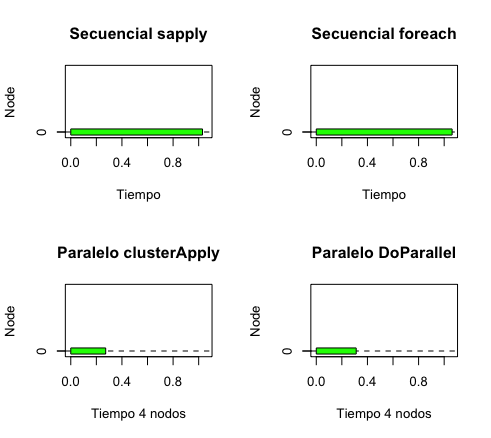 Secuencial sapply
Node
0
0.0 0.4 0.8
Tiempo
Secuencial foreach
Node
0
0.0 0.4 0.8
Tiempo
Paralelo clusterApply
Node
0
0.0 0.4 0.8
Tiempo 4 nodos
Paralelo DoParallel
Node
0
0.0 0.4 0.8
Tiempo 4 nodos